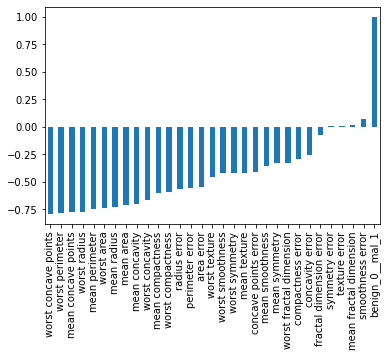 1.00
0.75
0.50
0.25
0.00
−0.25
−0.50
−0.75
worst concave points
worst perimeter
mean concave points
worst radius
mean perimeter
worst area
mean radius
mean area
mean concavity
worst concavity
mean compactness
worst compactness
radius error
perimeter error
area error
worst texture
worst smoothness
worst symmetry
mean texture
concave points error
mean smoothness
mean symmetry
worst fractal dimension
compactness error
concavity error
fractal dimension error
symmetry error
texture error
mean fractal dimension
smoothness error
benign_0__mal_1